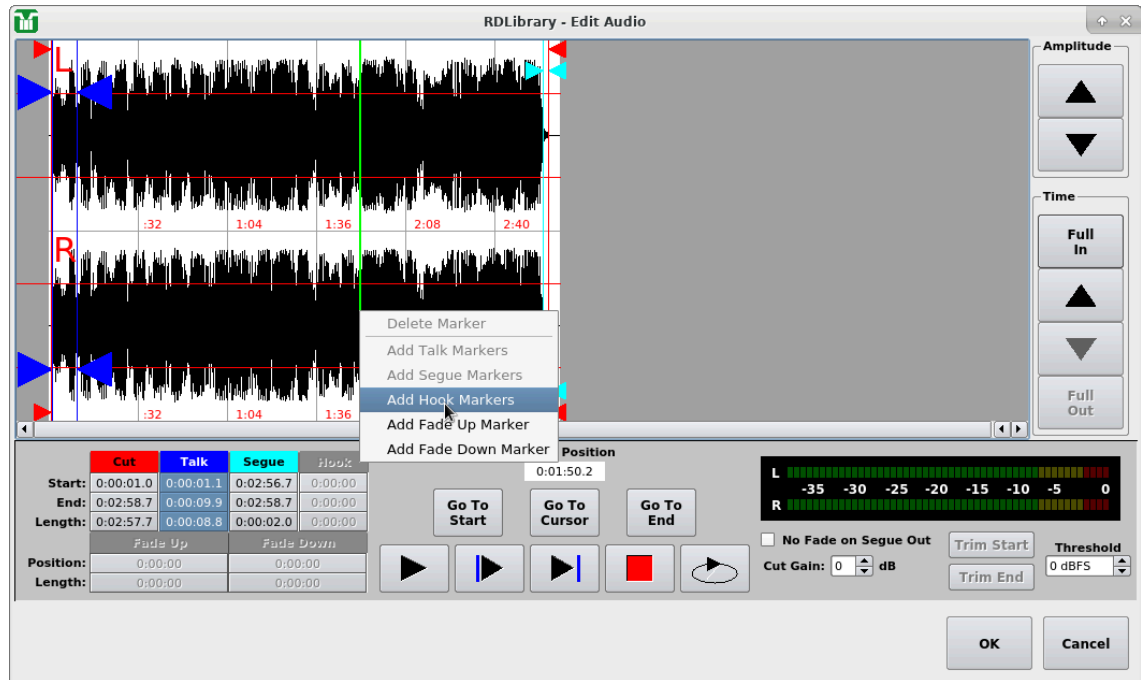 RDLibrary - Edit Audio
Amplitude
L
:32 1:04 1:36 2:08 2:40
Time
Full
In
R
Delete Marker
Add Talk Markers
Add Segue Markers
Add Hook Markers
Add Fade Up Marker
Add Fade Down Marker
:32 1:04 1:36
Full
Out
Position
0:01:50.2
Cut Talk Segue Hook
Start: 0:00:01.0 0:00:01.1 0:02:56.7 0:00:00
End: 0:02:58.7 0:00:09.9 0:02:58.7 0:00:00
Length: 0:02:57.7 0:00:08.8 0:00:02.0 0:00:00
Fade Up Fade Down
Position: 0:00:00 0:00:00
Length: 0:00:00 0:00:00
Go To
Start
Go To
Cursor
Go To
End
L
-35 -30 -25 -20 -15 -10 -5 0
R
No Fade on Segue Out
Cut Gain: 0 dB
Trim Start
Trim End
Threshold
0 dBFS
OK Cancel